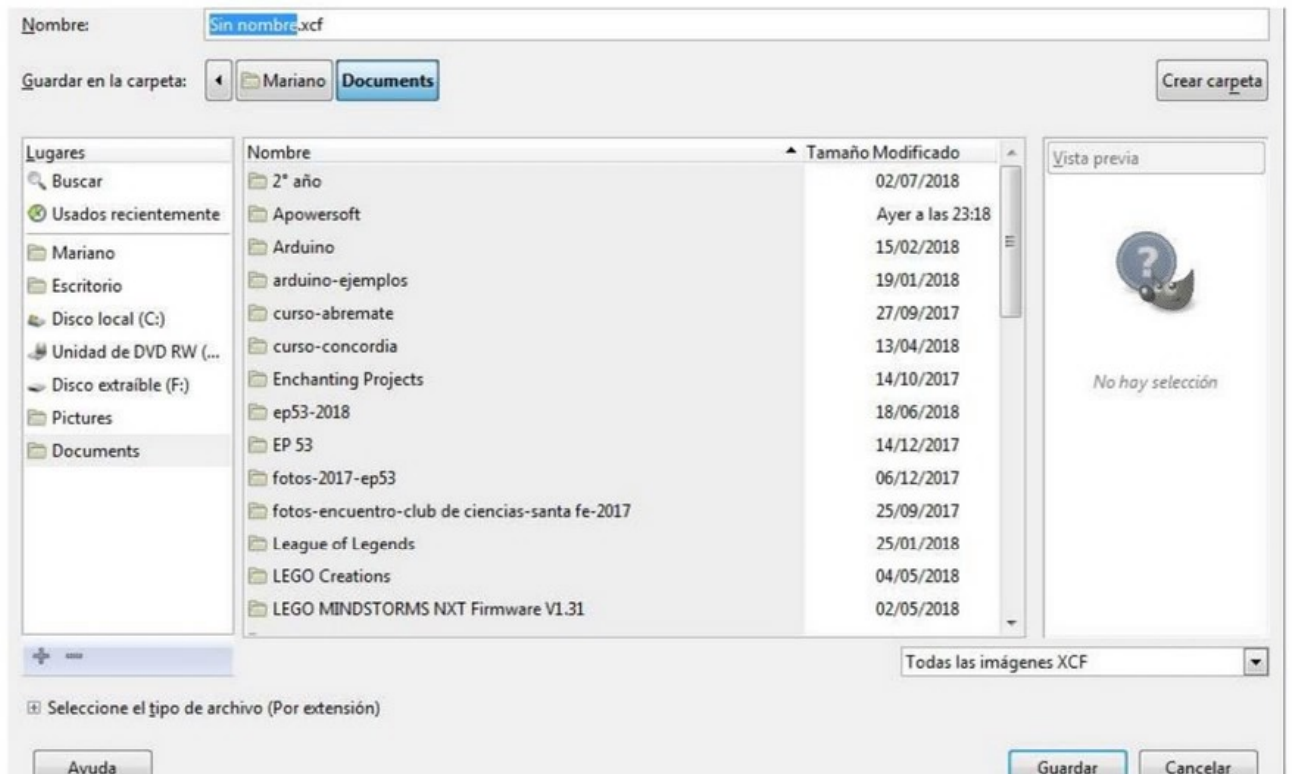 Nombre: Sin nombre.xcf
Guardar en la carpeta: Mariano Documents Crear carpeta
Lugares
Buscar
Usados recientemente
Mariano
Escritorio
Disco local (C:)
Unidad de DVD RW (...
Disco extraíble (F:)
Pictures
Documents
Nombre Tamaño Modificado
2° año 02/07/2018
Apowersoft Ayer a las 23:18
Arduino 15/02/2018
arduino-ejemplos 19/01/2018
curso-abremate 27/09/2017
curso-concordia 13/04/2018
Enchanting Projects 14/10/2017
ep53-2018 18/06/2018
EP 53 14/12/2017
fotos-2017-ep53 06/12/2017
fotos-encuentro-club de ciencias-santa fe-2017 25/09/2017
League of Legends 25/01/2018
LEGO Creations 04/05/2018
LEGO MINDSTORMS NXT Firmware V1.31 02/05/2018
Vista previa
No hay selección
Todas las imágenes XCF
Seleccione el tipo de archivo (Por extensión)
Ayuda Guardar Cancelar